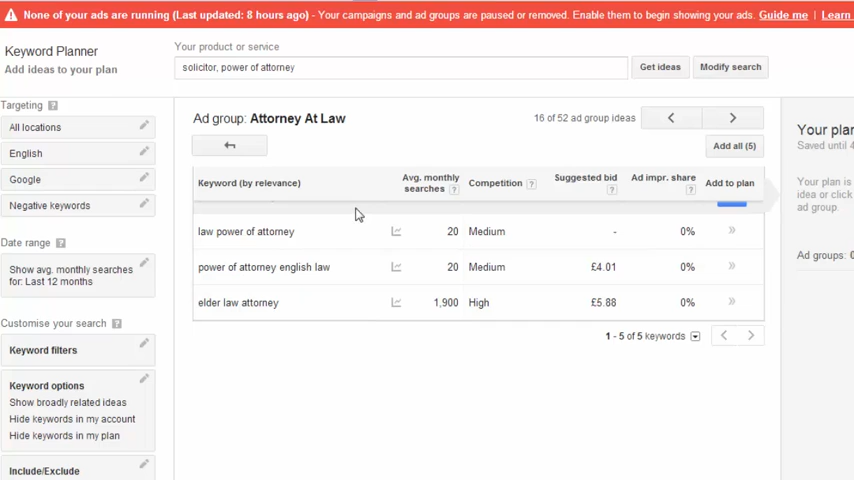 None of your ads are running (Last updated: 8 hours ago) - Your campaigns and ad groups are paused or removed. Enable them to begin showing your ads. Guide me | Learn
Keyword Planner
Add ideas to your plan
Your product or service
solicitor, power of attorney
Get ideas
Modify search
Targeting ?
All locations
English
Google
Negative keywords
Date range ?
Show avg. monthly searches
for: Last 12 months
Customise your search ?
Keyword filters
Keyword options
Show broadly related ideas
Hide keywords in my account
Hide keywords in my plan
Include/Exclude
Ad group: Attorney At Law
16 of 52 ad group ideas
Add all (5)
Keyword (by relevance) Avg. monthly searches ? Competition ? Suggested bid ? Ad impr. share ? Add to plan
law power of attorney 20 Medium - 0% »
power of attorney english law 20 Medium £4.01 0% »
elder law attorney 1,900 High £5.88 0% »
1 - 5 of 5 keywords
Your plan
Saved until 4
Your plan is
idea or click
ad group.
Ad groups: 0